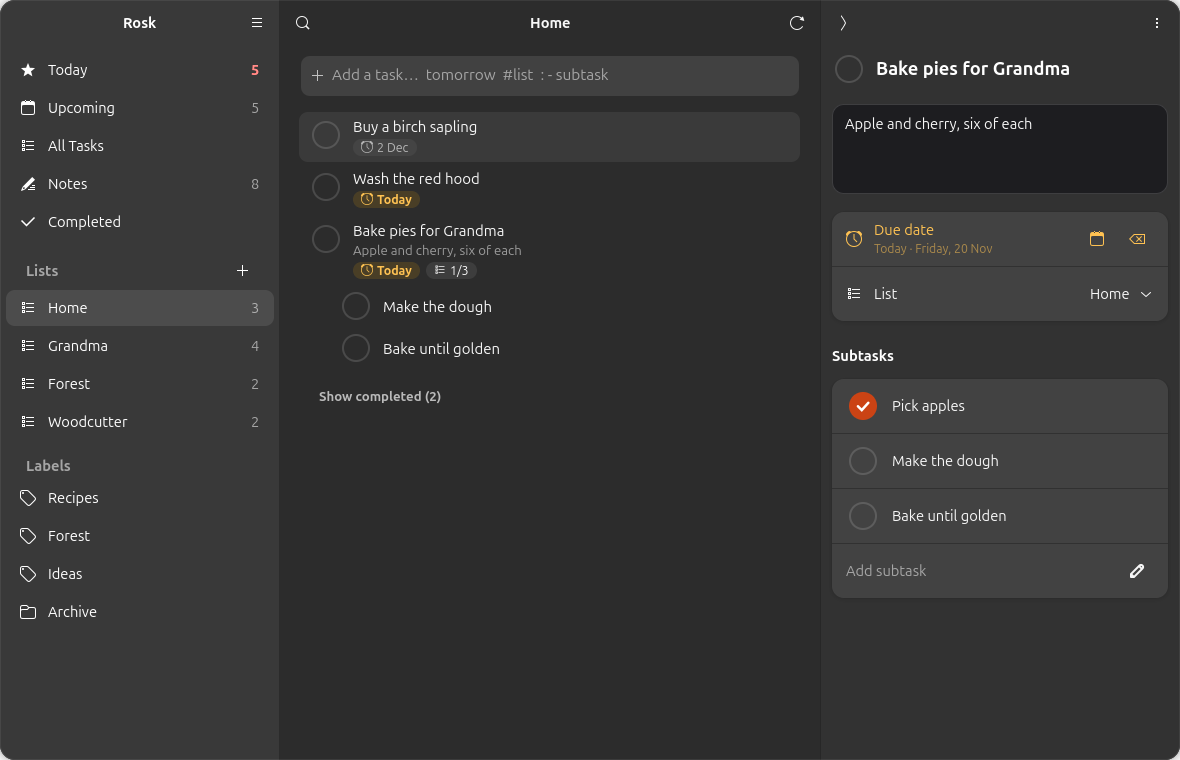 Rosk
Today 5
Upcoming 5
All Tasks
Notes 8
Completed
Lists
Home 3
Grandma 4
Forest 2
Woodcutter 2
Labels
Recipes
Forest
Ideas
Archive
Home
Add a task… tomorrow #list :- subtask
Buy a birch sapling
2 Dec
Wash the red hood
Today
Bake pies for Grandma
Apple and cherry, six of each
Today 1/3
Make the dough
Bake until golden
Show completed (2)
Bake pies for Grandma
Apple and cherry, six of each
Due date
Today · Friday, 20 Nov
List Home
Subtasks
Pick apples
Make the dough
Bake until golden
Add subtask